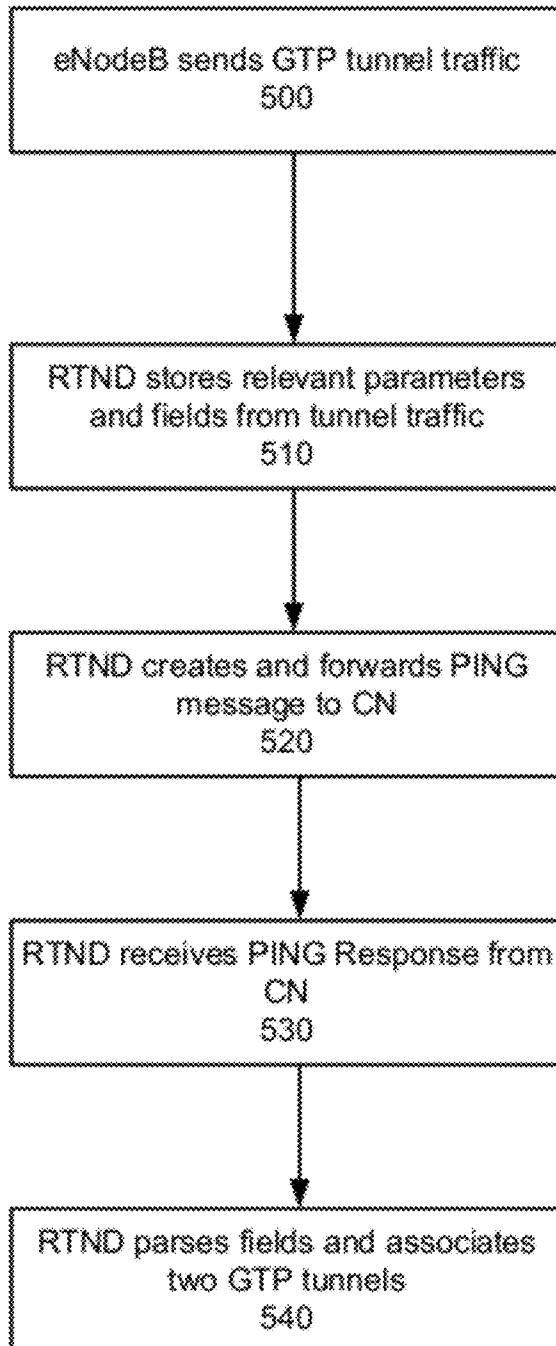 eNodeB sends GTP tunnel traffic
500
RTND stores relevant parameters
and fields from tunnel traffic
510
RTND creates and forwards PING
message to CN
520
RTND receives PING Response from
CN
530
RTND parses fields and associates
two GTP tunnels
540